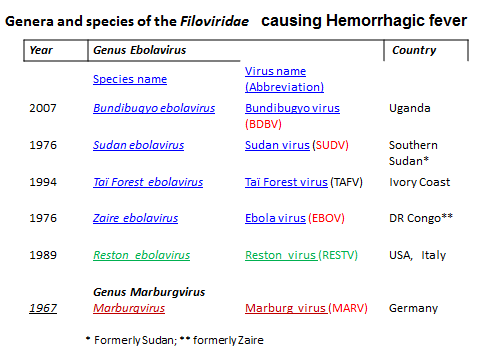 Genera and species of the Filoviridae causing Hemorrhagic fever
Year Genus Ebolavirus Country
Species name Virus name
(Abbreviation)
2007 Bundibugyo ebolavirus Bundibugyo virus Uganda
(BDBV)
1976 Sudan ebolavirus Sudan virus (SUDV) Southern
Sudan*
1994 Taï Forest ebolavirus Taï Forest virus (TAFV) Ivory Coast
1976 Zaire ebolavirus Ebola virus (EBOV) DR Congo**
1989 Reston ebolavirus Reston virus (RESTV) USA, Italy
Genus Marburgvirus
1967 Marburgvirus Marburg virus (MARV) Germany
* Formerly Sudan; ** formerly Zaire